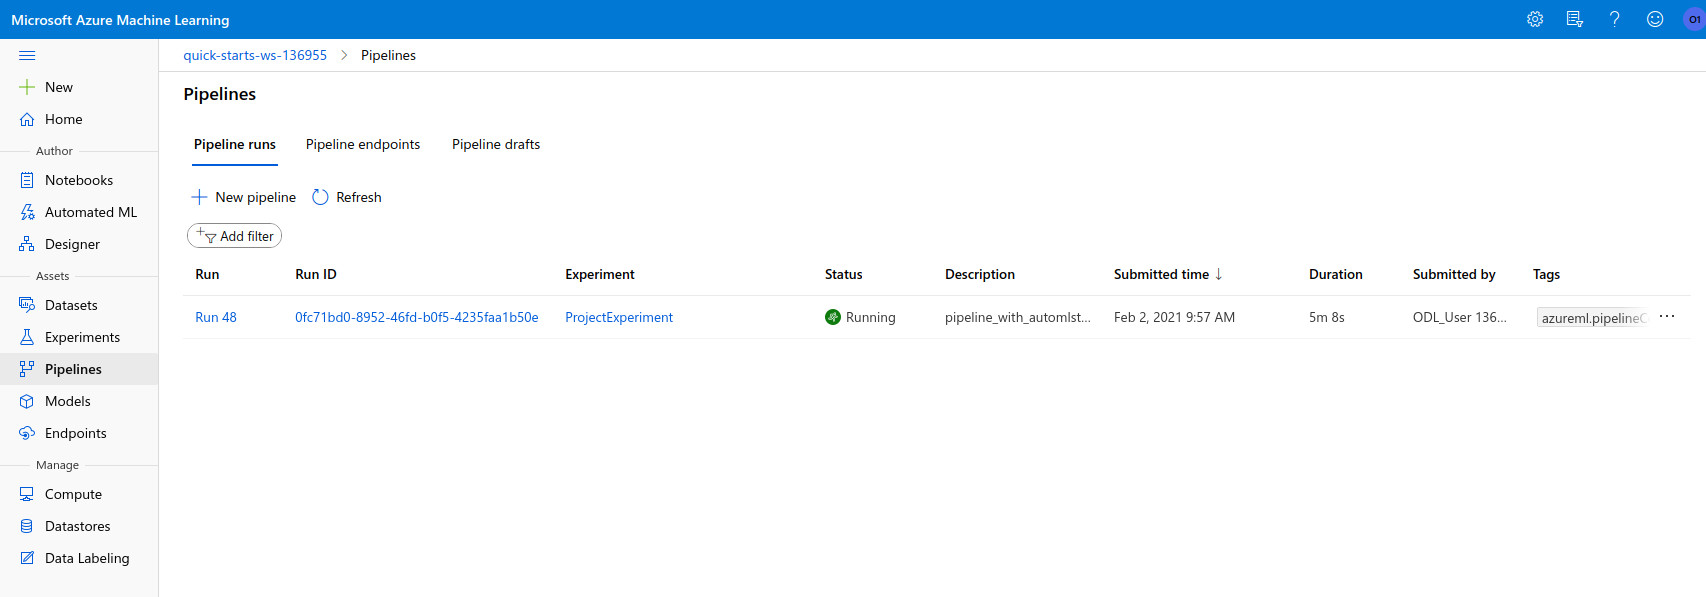 Microsoft Azure Machine Learning
01
quick-starts-ws-136955 > Pipelines
New
Home
Author
Notebooks
Automated ML
Designer
Assets
Datasets
Experiments
Pipelines
Models
Endpoints
Manage
Compute
Datastores
Data Labeling
Pipelines
Pipeline runs Pipeline endpoints Pipeline drafts
New pipeline Refresh
Add filter
Run Run ID Experiment Status Description Submitted time ↓ Duration Submitted by Tags
Run 48 0fc71bd0-8952-46fd-b0f5-4235faa1b50e ProjectExperiment Running pipeline_with_automlst... Feb 2, 2021 9:57 AM 5m 8s ODL_User 136... azureml.pipelineC ...